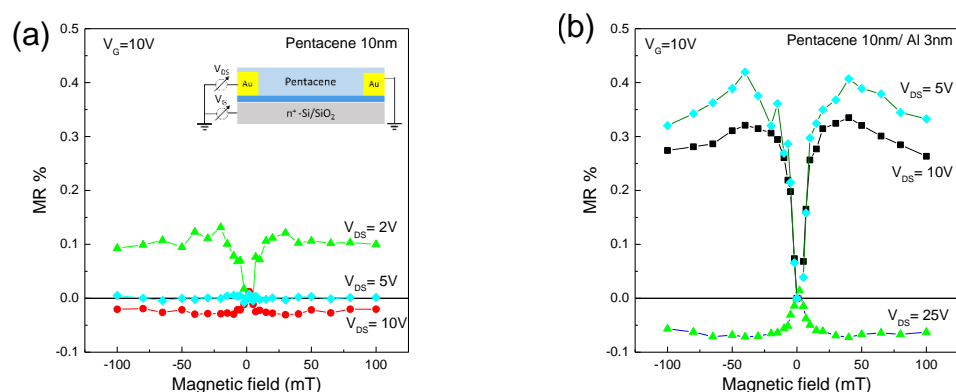 (a)
V_G=10V
Pentacene 10nm
V_DS
Au
Pentacene
Au
V_G
n⁺-Si/SiO₂
V_DS= 2V
V_DS= 5V
V_DS= 10V
0.5
0.4
0.3
0.2
0.1
0.0
-0.1
MR %
-100
-50
0
50
100
Magnetic field (mT)
(b)
V_G=10V
Pentacene 10nm/ Al 3nm
V_DS= 5V
V_DS= 10V
V_DS= 25V
0.5
0.4
0.3
0.2
0.1
0.0
-0.1
MR %
-100
-50
0
50
100
Magnetic field (mT)